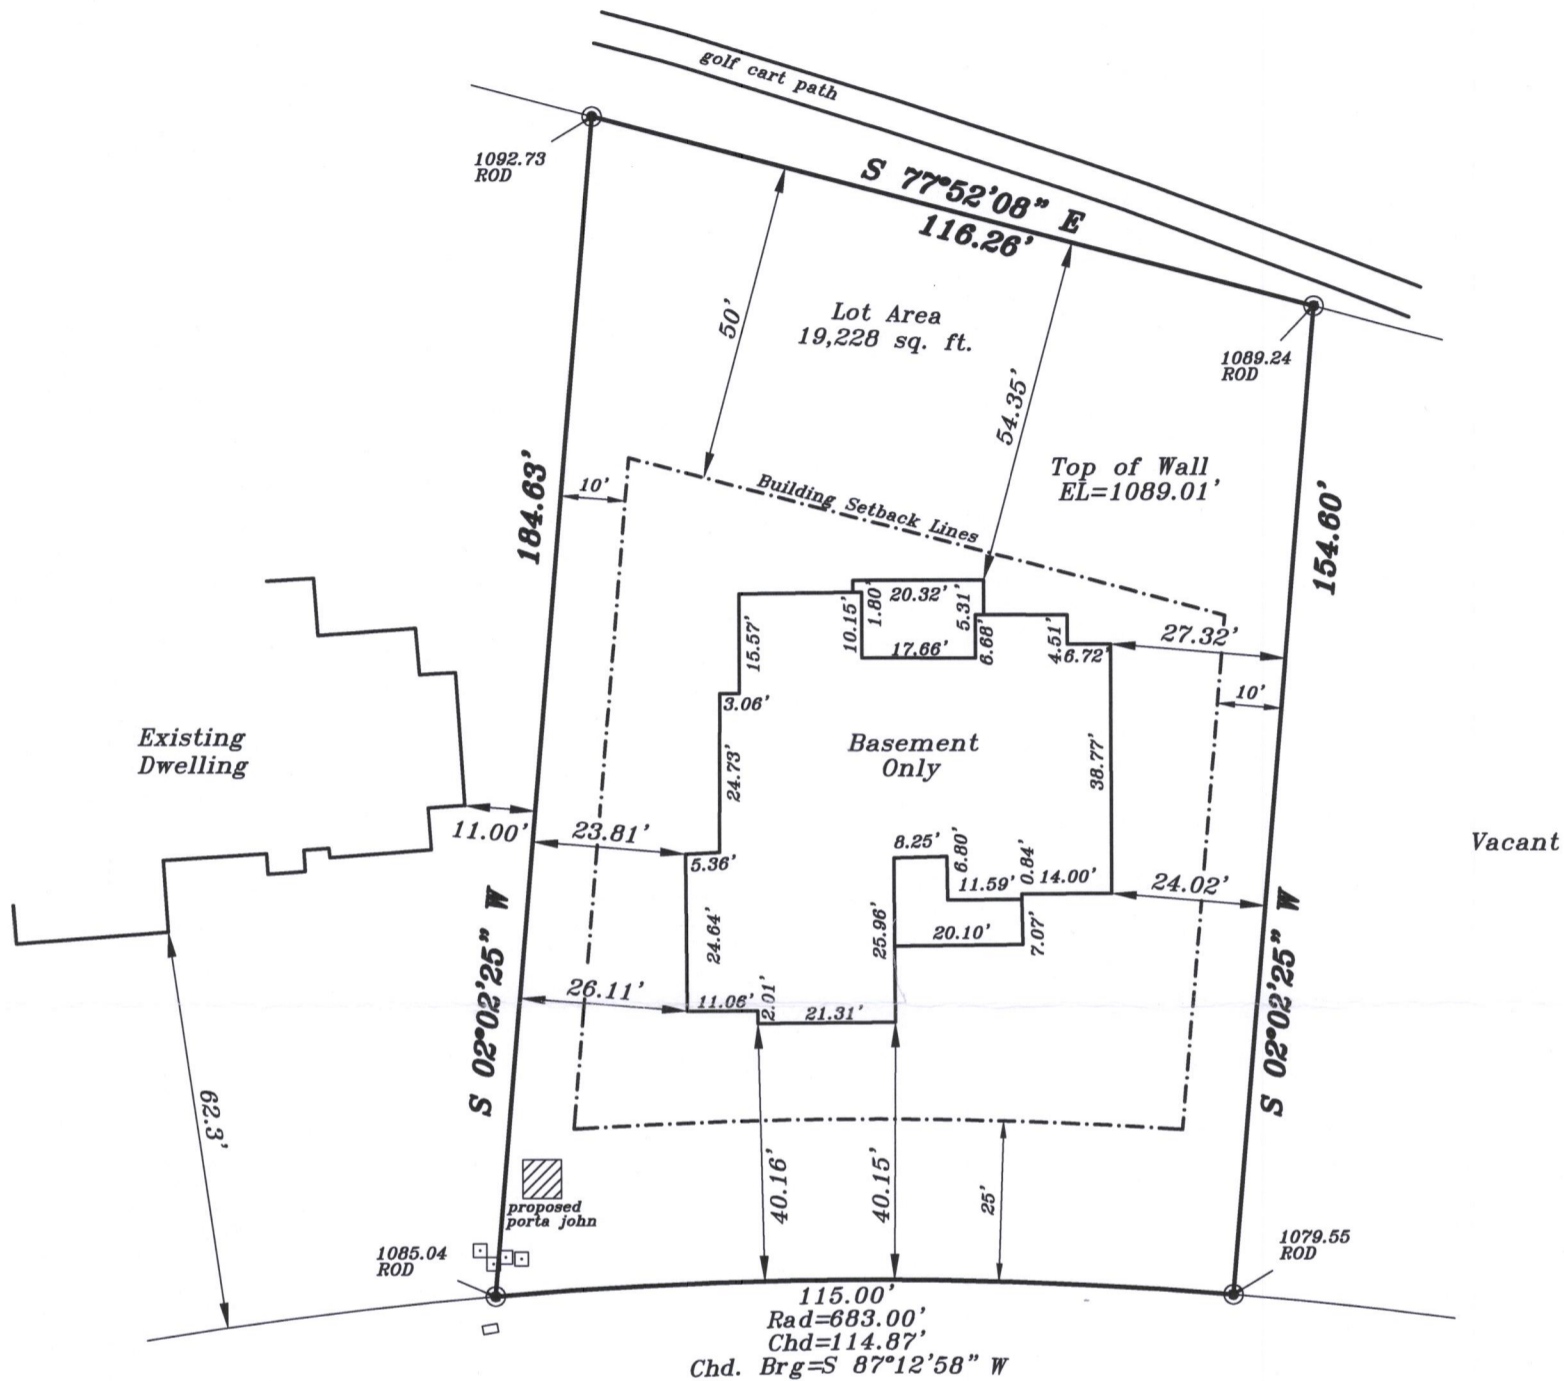 golf cart path
1092.73
ROD
S 77°52'08" E
116.26'
Lot Area
19,228 sq. ft.
50'
54.35'
1089.24
ROD
Top of Wall
EL=1089.01'
184.63'
10'
Building Setback Lines
154.60'
20.32'
1.80'
10.15'
5.31'
17.66'
6.68'
4.51'
6.72'
27.32'
15.57'
3.06'
10'
Existing
Dwelling
Basement
Only
24.73'
38.77'
11.00'
23.81'
5.36'
8.25'
6.80'
11.59'
0.84'
14.00'
24.02'
Vacant
24.64'
25.96'
20.10'
7.07'
S 02°02'25" W
S 02°02'25" W
26.11'
11.06'
2.01'
21.31'
62.3'
40.16'
40.15'
25'
proposed
porta john
1085.04
ROD
1079.55
ROD
115.00'
Rad=683.00'
Chd=114.87'
Chd. Brg=S 87°12'58" W